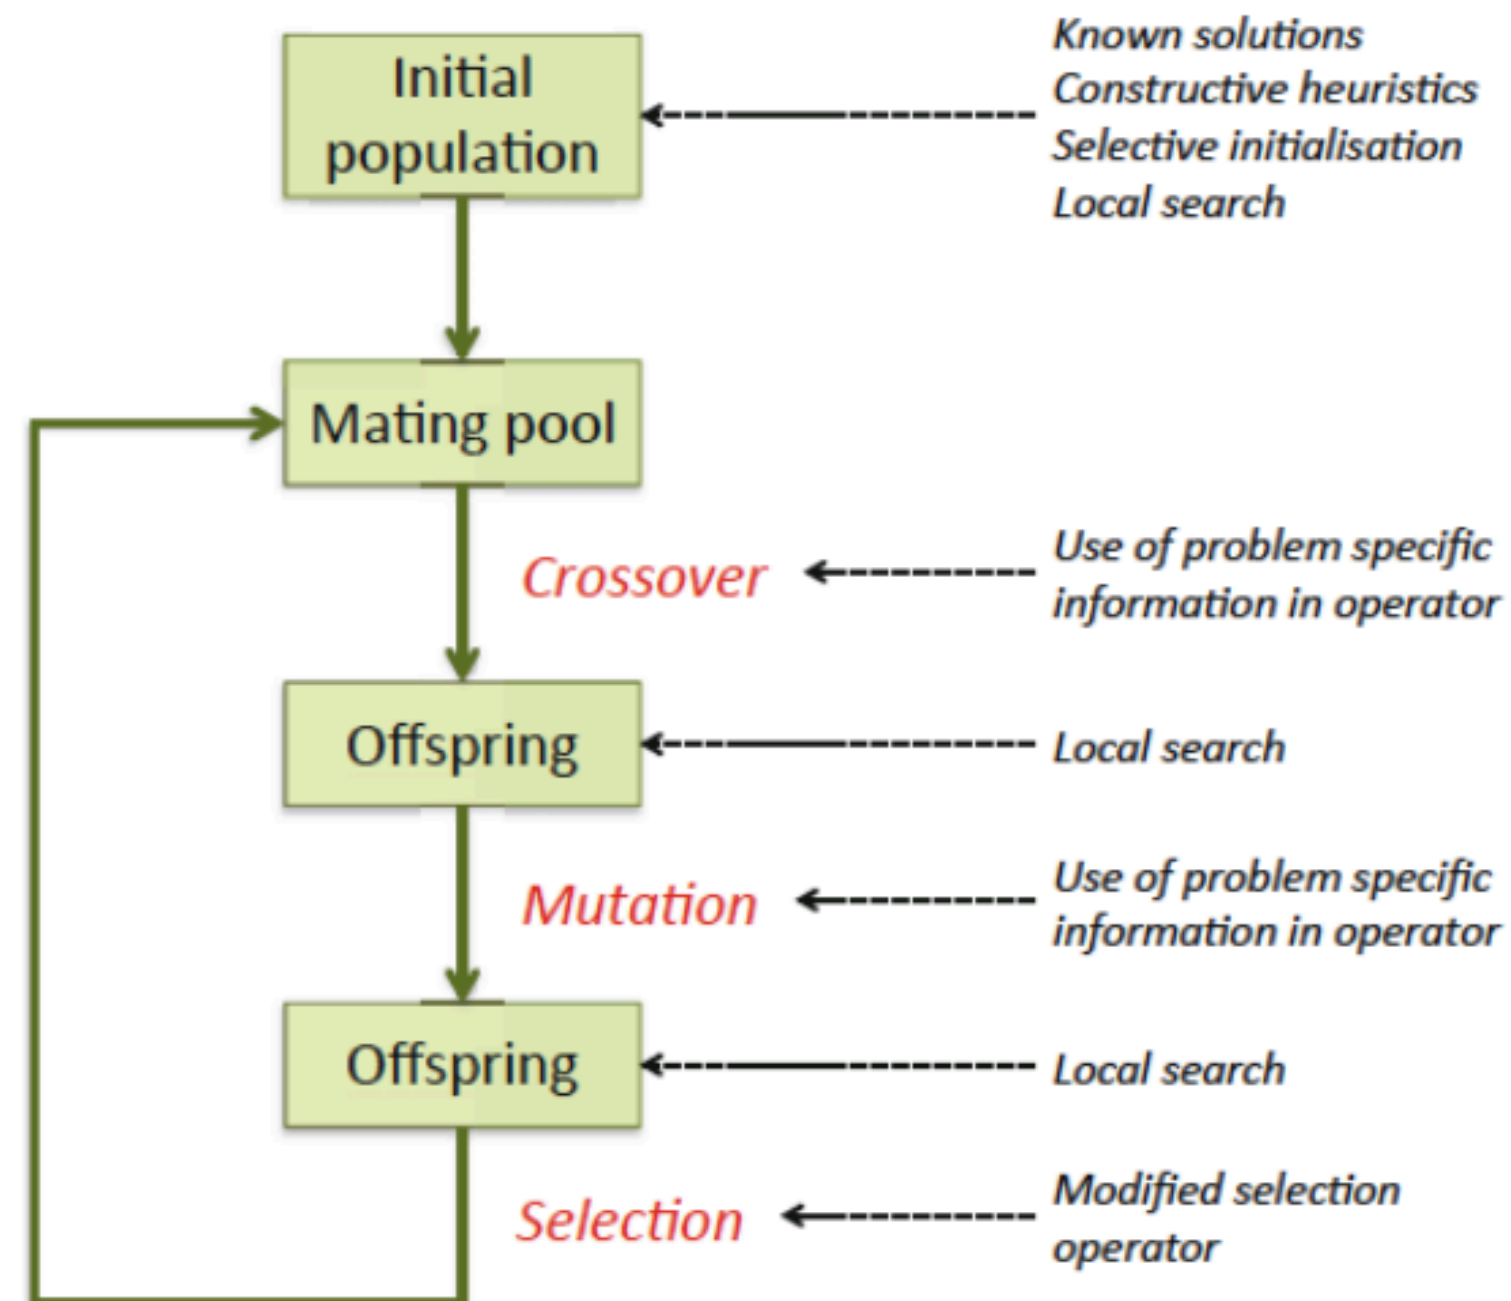 Initial
population
Known solutions
Constructive heuristics
Selective initialisation
Local search
Mating pool
Crossover
Use of problem specific
information in operator
Offspring
Local search
Mutation
Use of problem specific
information in operator
Offspring
Local search
Selection
Modified selection
operator